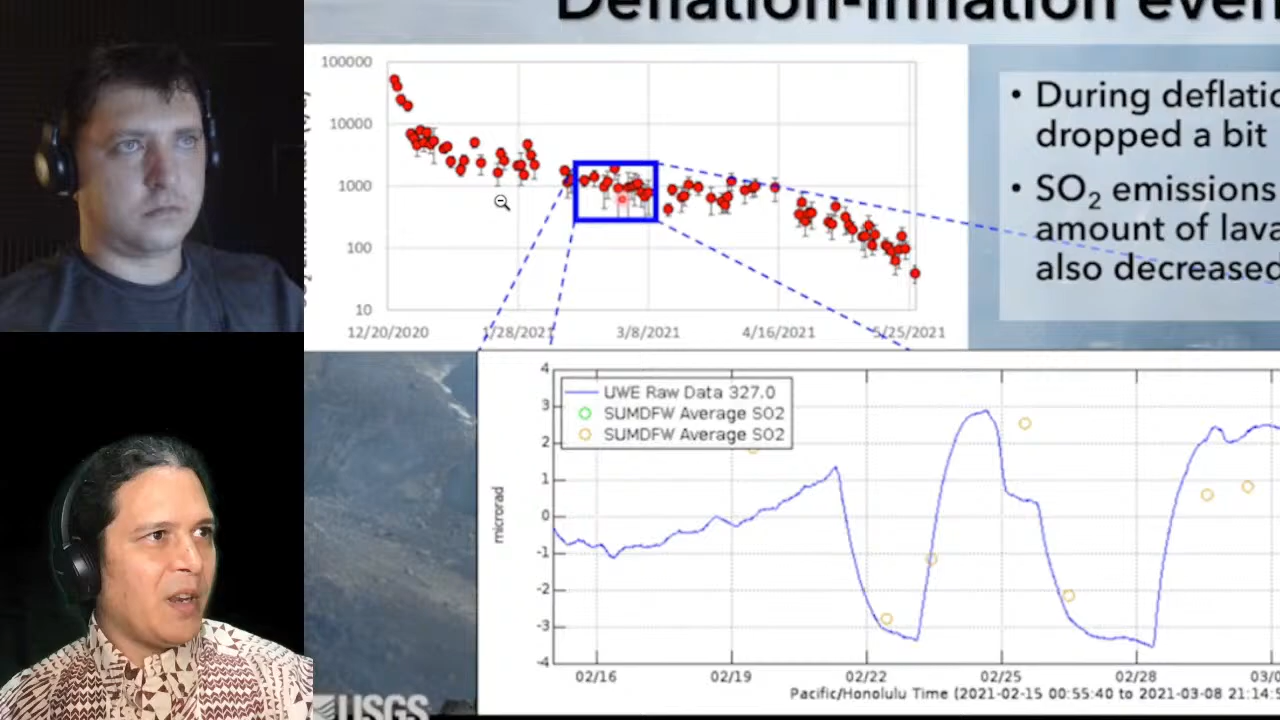 Deflation-Inflation even
100000
10000
1000
100
10
12/20/2020 1/28/2021 3/8/2021 4/16/2021 5/25/2021
• During deflatio
dropped a bit
• SO2 emissions
amount of lava
also decreased
4
3
2
1
0
-1
-2
-3
-4
microrad
UWE Raw Data 327.0
SUMDFW Average SO2
SUMDFW Average SO2
02/16 02/19 02/22 02/25 02/28 03/0
Pacific/Honolulu Time (2021-02-15 00:55:40 to 2021-03-08 21:14:5
USGS